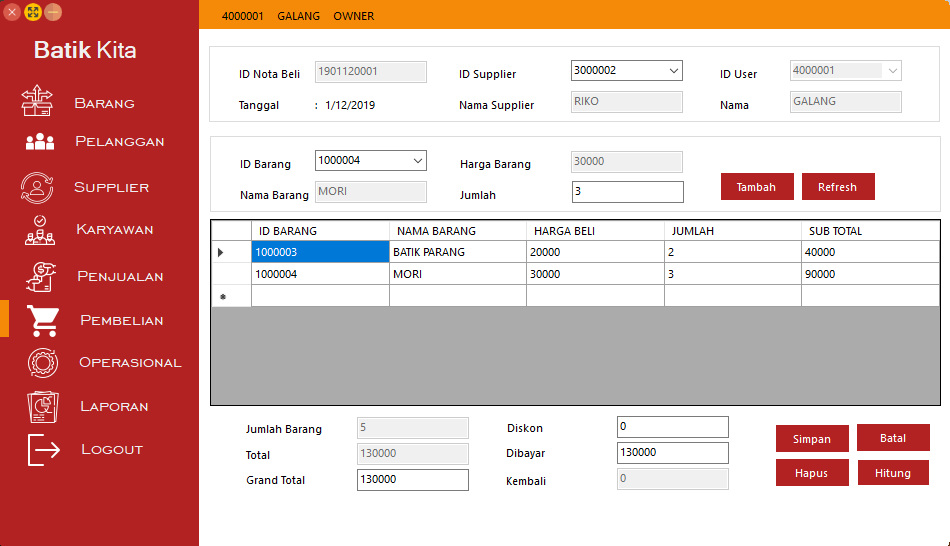 4000001 GALANG OWNER
Batik Kita
BARANG
PELANGGAN
SUPPLIER
KARYAWAN
PENJUALAN
PEMBELIAN
OPERASIONAL
LAPORAN
LOGOUT
ID Nota Beli 1901120001 ID Supplier 3000002 ID User 4000001
Tanggal : 1/12/2019 Nama Supplier RIKO Nama GALANG
ID Barang 1000004 Harga Barang 30000
Nama Barang MORI Jumlah 3 Tambah Refresh
ID BARANG NAMA BARANG HARGA BELI JUMLAH SUB TOTAL
1000003 BATIK PARANG 20000 2 40000
1000004 MORI 30000 3 90000
Jumlah Barang 5 Diskon 0 Simpan Batal
Total 130000 Dibayar 130000
Grand Total 130000 Kembali 0 Hapus Hitung